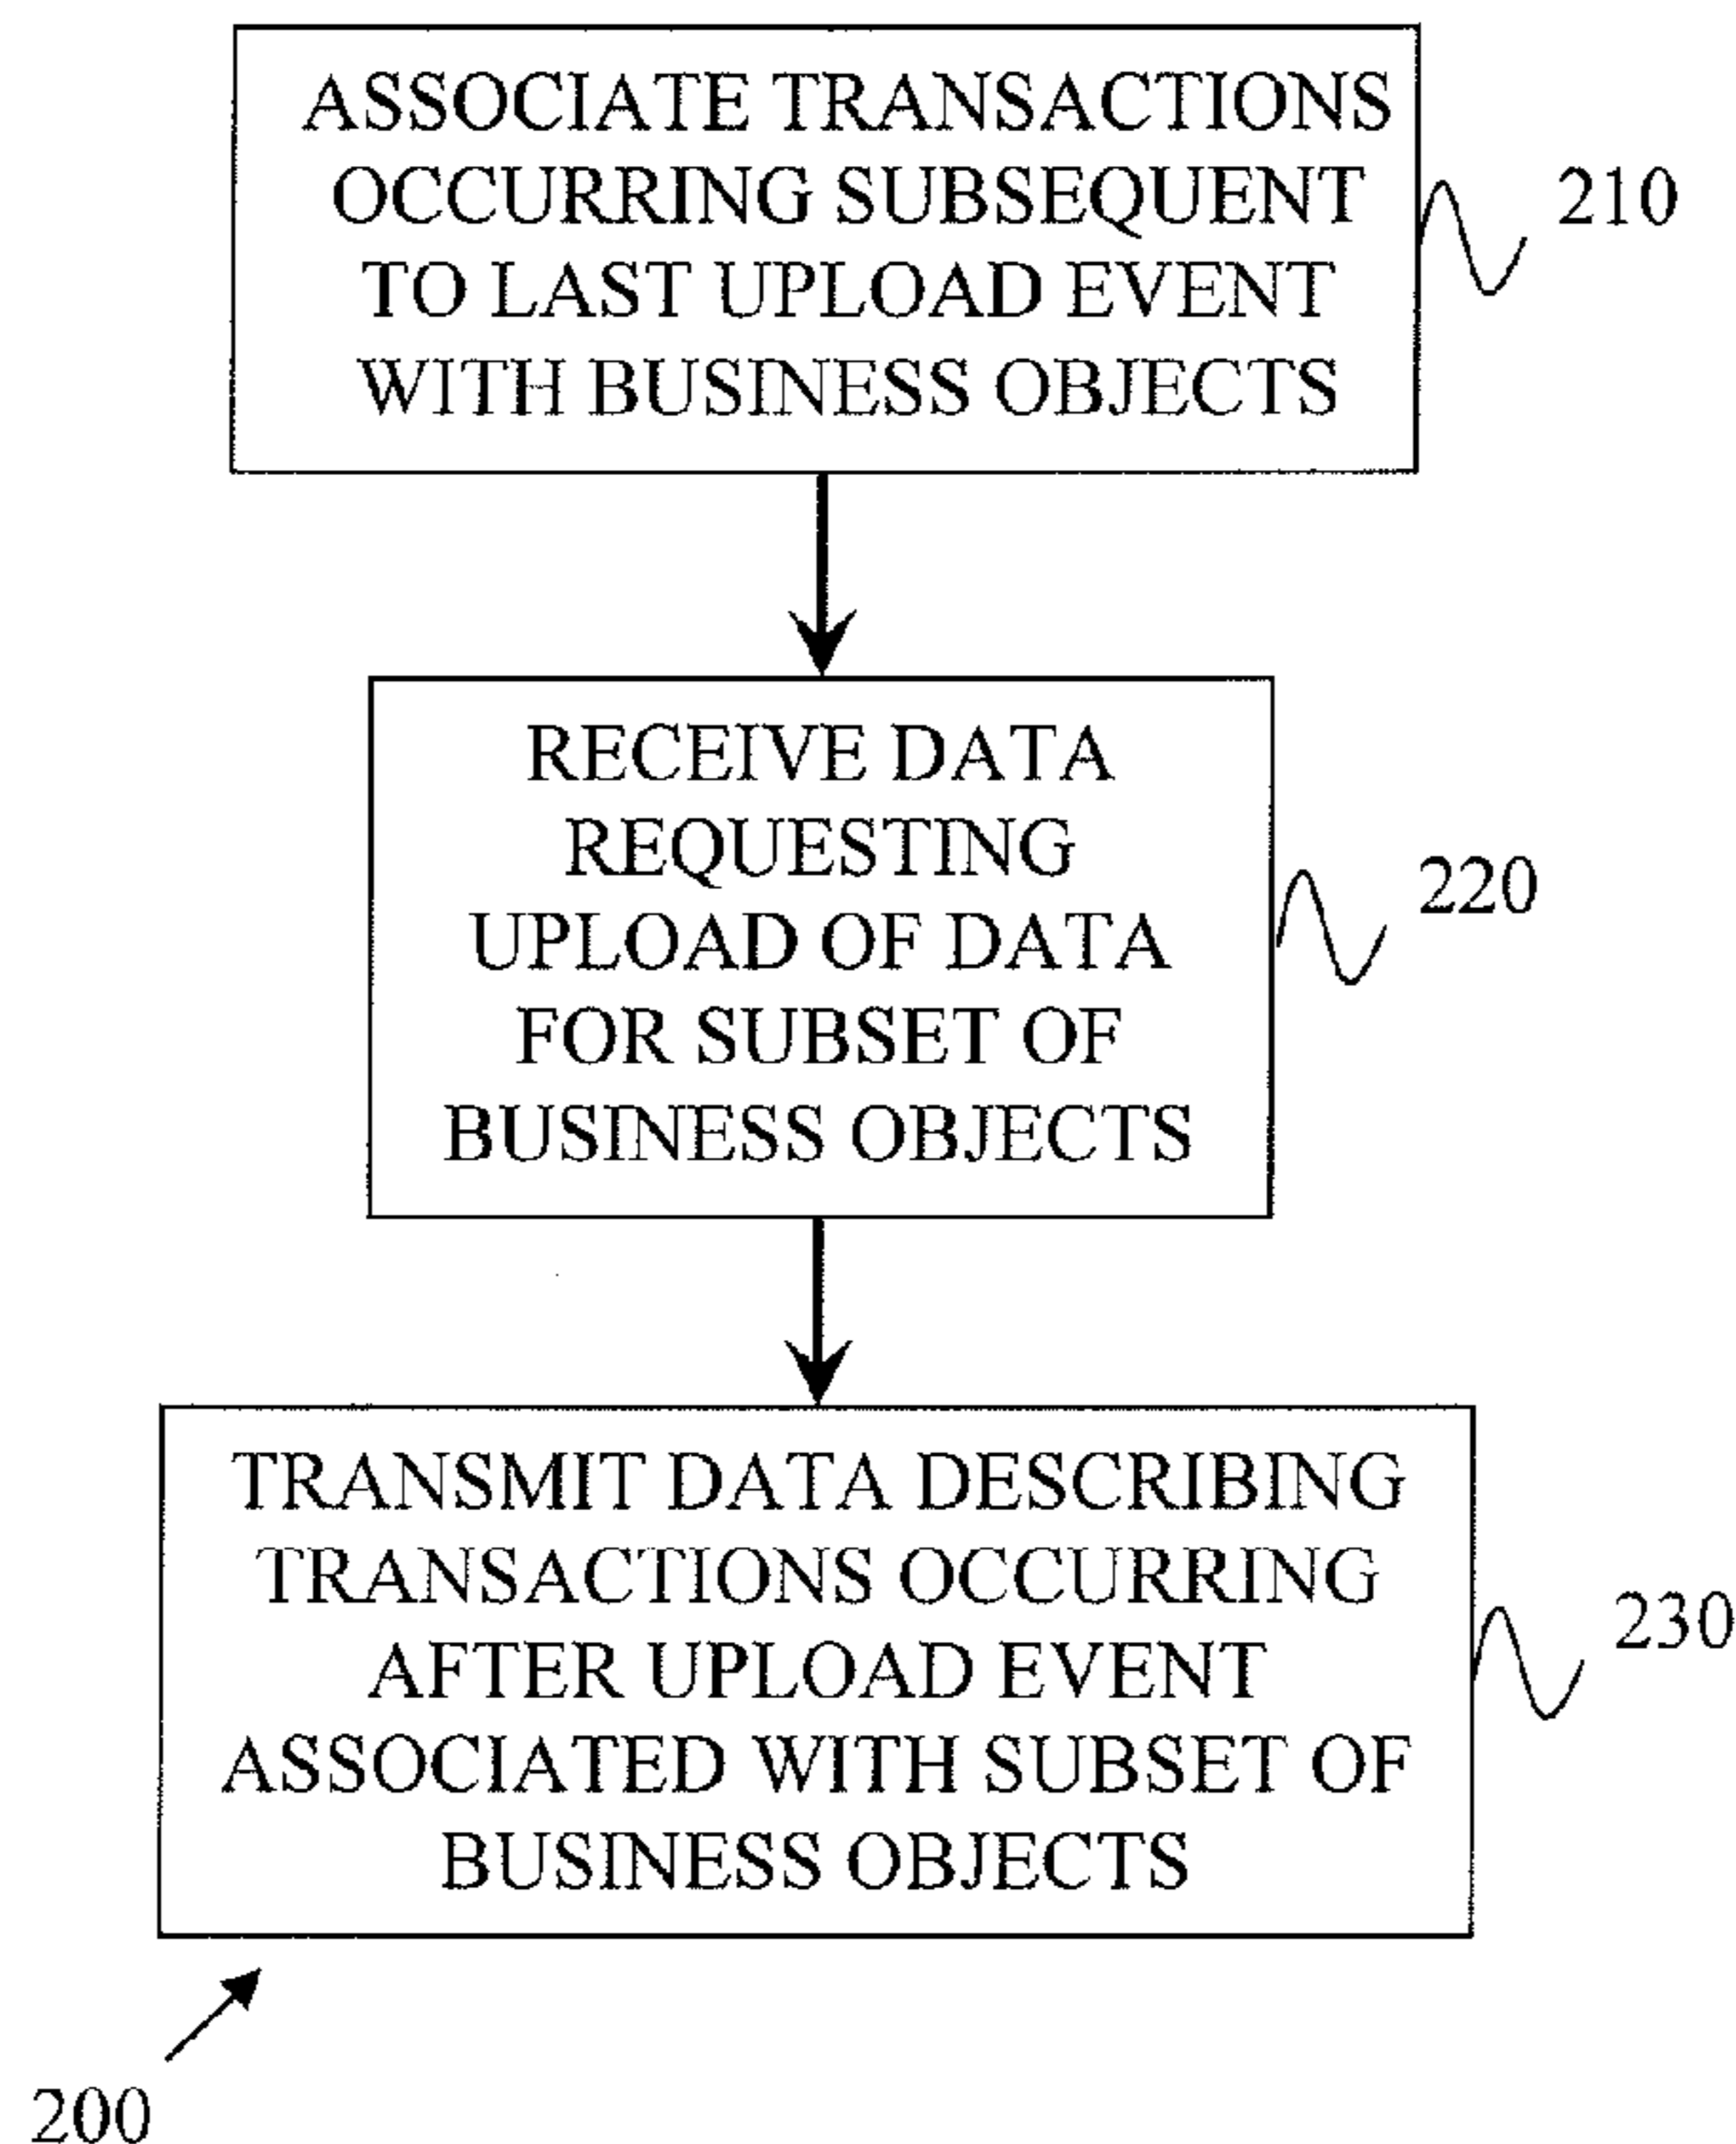 ASSOCIATE TRANSACTIONS
OCCURRING SUBSEQUENT
TO LAST UPLOAD EVENT
WITH BUSINESS OBJECTS
210
RECEIVE DATA
REQUESTING
UPLOAD OF DATA
FOR SUBSET OF
BUSINESS OBJECTS
220
TRANSMIT DATA DESCRIBING
TRANSACTIONS OCCURRING
AFTER UPLOAD EVENT
ASSOCIATED WITH SUBSET OF
BUSINESS OBJECTS
230
200